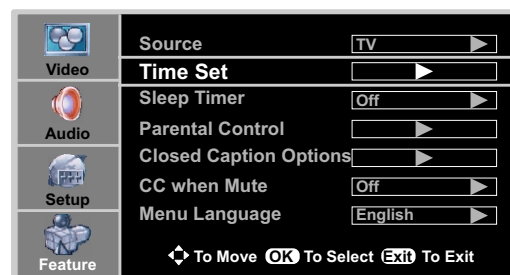 Video
Audio
Setup
Feature
Source TV
Time Set
Sleep Timer Off
Parental Control
Closed Caption Options
CC when Mute Off
Menu Language English
To Move OK To Select Exit To Exit